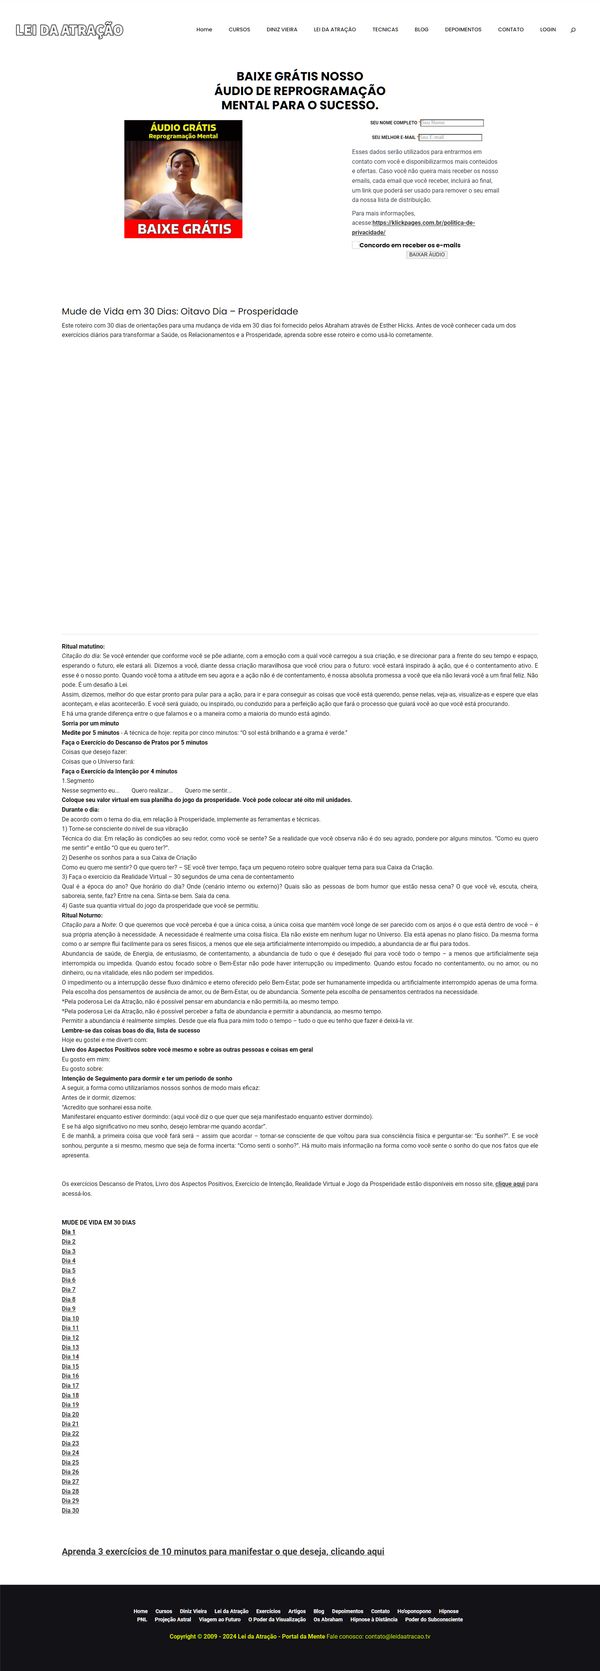 LEI DA ATRAÇÃO
Home CURSOS DINIZ VIEIRA LEI DA ATRAÇÃO TECNICAS BLOG DEPOIMENTOS CONTATO LOGIN
BAIXE GRÁTIS NOSSO
ÁUDIO DE REPROGRAMAÇÃO
MENTAL PARA O SUCESSO.
ÁUDIO GRÁTIS
Reprogramação Mental
BAIXE GRÁTIS
SEU NOME COMPLETO * Seu Nome
SEU MELHOR E-MAIL * Seu E-mail
Esses dados serão utilizados para entrarmos em
contato com você e disponibilizarmos mais conteúdos
e ofertas. Caso você não queira mais receber os nosso
emails, cada email que você receber, incluirá ao final,
um link que poderá ser usado para remover o seu email
da nossa lista de distribuição.
Para mais informações,
acesse:https://klickpages.com.br/politica-de-
privacidade/
Concordo em receber os e-mails
BAIXAR ÁUDIO
Mude de Vida em 30 Dias: Oitavo Dia – Prosperidade
Este roteiro com 30 dias de orientações para uma mudança de vida em 30 dias foi fornecido pelos Abraham através de Esther Hicks. Antes de você conhecer cada um dos
exercícios diários para transformar a Saúde, os Relacionamentos e a Prosperidade, aprenda sobre esse roteiro e como usá-lo corretamente.
Ritual matutino:
Citação do dia: Se você entender que conforme você se põe adiante, com a emoção com a qual você carregou a sua criação, e se direcionar para a frente do seu tempo e espaço,
esperando o futuro, ele estará ali. Dizemos a você, diante dessa criação maravilhosa que você criou para o futuro: você estará inspirado à ação, que é o contentamento ativo. E
esse é o nosso ponto. Quando você toma a atitude em seu agora e a ação não é de contentamento, é nossa absoluta promessa a você que ela não levará você a um final feliz. Não
pode. É um desafio à Lei.
Assim, dizemos, melhor do que estar pronto para pular para a ação, para ir e para conseguir as coisas que você está querendo, pense nelas, veja-as, visualize-as e espere que elas
aconteçam, e elas acontecerão. E você será guiado, ou inspirado, ou conduzido para a perfeição ação que fará o processo que guiará você ao que você está procurando.
E há uma grande diferença entre o que falamos e o a maneira como a maioria do mundo está agindo.
Sorria por um minuto
Medite por 5 minutos - A técnica de hoje: repita por cinco minutos: “O sol está brilhando e a grama é verde.”
Faça o Exercício do Descanso de Pratos por 5 minutos
Coisas que desejo fazer:
Coisas que o Universo fará:
Faça o Exercício da Intenção por 4 minutos
1.Segmento
Nesse segmento eu... Quero realizar... Quero me sentir...
Coloque seu valor virtual em sua planilha do jogo da prosperidade. Você pode colocar até oito mil unidades.
Durante o dia:
De acordo com o tema do dia, em relação à Prosperidade, implemente as ferramentas e técnicas.
1) Torne-se consciente do nível de sua vibração
Técnica do dia: Em relação às condições ao seu redor, como você se sente? Se a realidade que você observa não é do seu agrado, pondere por alguns minutos. “Como eu quero
me sentir” e então “O que eu quero ter?”.
2) Desenhe os sonhos para a sua Caixa de Criação
Como eu quero me sentir? O que quero ter? – SE você tiver tempo, faça um pequeno roteiro sobre qualquer tema para sua Caixa da Criação.
3) Faça o exercício da Realidade Virtual – 30 segundos de uma cena de contentamento
Qual é a época do ano? Que horário do dia? Onde (cenário interno ou externo)? Quais são as pessoas de bom humor que estão nessa cena? O que você vê, escuta, cheira,
saboreia, sente, faz? Entre na cena. Sinta-se bem. Saia da cena.
4) Gaste sua quantia virtual do jogo da prosperidade que você se permitiu.
Ritual Noturno:
Citação para a Noite: O que queremos que você perceba é que a única coisa, a única coisa que mantém você longe de ser parecido com os anjos é o que está dentro de você – é
sua própria atenção à necessidade. A necessidade é realmente uma coisa física. Ela não existe em nenhum lugar no Universo. Ela está apenas no plano físico. Da mesma forma
como o ar sempre flui facilmente para os seres físicos, a menos que ele seja artificialmente interrompido ou impedido, a abundancia de ar flui para todos.
Abundancia de saúde, de Energia, de entusiasmo, de contentamento, a abundancia de tudo o que é desejado flui para você todo o tempo – a menos que artificialmente seja
interrompida ou impedida. Quando estou focado sobre o Bem-Estar não pode haver interrupção ou impedimento. Quando estou focado no contentamento, ou no amor, ou no
dinheiro, ou na vitalidade, eles não podem ser impedidos.
O impedimento ou a interrupção desse fluxo dinâmico e eterno oferecido pelo Bem-Estar, pode ser humanamente impedida ou artificialmente interrompido apenas de uma forma.
Pela escolha dos pensamentos de ausência de amor, ou de Bem-Estar, ou de abundancia. Somente pela escolha de pensamentos centrados na necessidade.
*Pela poderosa Lei da Atração, não é possível pensar em abundancia e não permiti-la, ao mesmo tempo.
*Pela poderosa Lei da Atração, não é possível perceber a falta de abundancia e permitir a abundancia, ao mesmo tempo.
Permitir a abundancia é realmente simples. Desde que ela flua para mim todo o tempo – tudo o que eu tenho que fazer é deixá-la vir.
Lembre-se das coisas boas do dia, lista de sucesso
Hoje eu gostei e me diverti com:
Livro dos Aspectos Positivos sobre você mesmo e sobre as outras pessoas e coisas em geral
Eu gosto em mim:
Eu gosto sobre:
Intenção de Seguimento para dormir e ter um período de sonho
A seguir, a forma como utilizaríamos nossos sonhos de modo mais eficaz:
Antes de ir dormir, dizemos:
“Acredito que sonharei essa noite.
Manifestarei enquanto estiver dormindo: (aqui você diz o que quer que seja manifestado enquanto estiver dormindo).
E se há algo significativo no meu sonho, desejo lembrar-me quando acordar”.
E de manhã, a primeira coisa que você fará será – assim que acordar – tornar-se consciente de que voltou para sua consciência física e perguntar-se: “Eu sonhei?”. E se você
sonhou, pergunte a si mesmo, mesmo que seja de forma incerta: “Como senti o sonho?”. Há muito mais informação na forma como você sente o sonho do que nos fatos que ele
apresenta.
Os exercícios Descanso de Pratos, Livro dos Aspectos Positivos, Exercício de Intenção, Realidade Virtual e Jogo da Prosperidade estão disponíveis em nosso site, clique aqui para
acessá-los.
MUDE DE VIDA EM 30 DIAS
Dia 1
Dia 2
Dia 3
Dia 4
Dia 5
Dia 6
Dia 7
Dia 8
Dia 9
Dia 10
Dia 11
Dia 12
Dia 13
Dia 14
Dia 15
Dia 16
Dia 17
Dia 18
Dia 19
Dia 20
Dia 21
Dia 22
Dia 23
Dia 24
Dia 25
Dia 26
Dia 27
Dia 28
Dia 29
Dia 30
Aprenda 3 exercícios de 10 minutos para manifestar o que deseja, clicando aqui
Home Cursos Diniz Vieira Lei da Atração Exercícios Artigos Blog Depoimentos Contato Ho'oponopono Hipnose
PNL Projeção Astral Viagem ao Futuro O Poder da Visualização Os Abraham Hipnose à Distância Poder do Subconsciente
Copyright © 2009 - 2024 Lei da Atração - Portal da Mente Fale conosco: contato@leidaatracao.tv